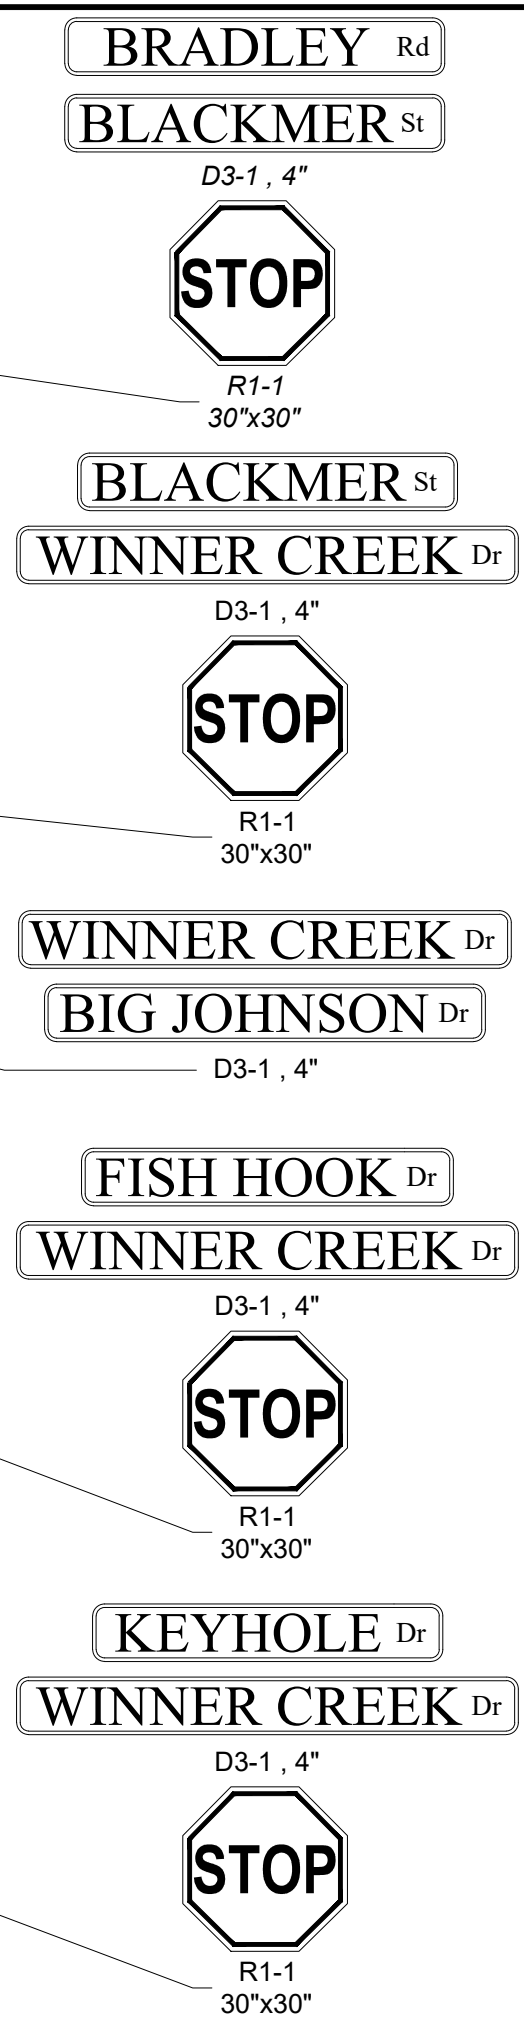 BRADLEY Rd
BLACKMER St
D3-1 , 4"
STOP
R1-1
30"x30"
BLACKMER St
WINNER CREEK Dr
D3-1 , 4"
STOP
R1-1
30"x30"
WINNER CREEK Dr
BIG JOHNSON Dr
D3-1 , 4"
FISH HOOK Dr
WINNER CREEK Dr
D3-1 , 4"
STOP
R1-1
30"x30"
KEYHOLE Dr
WINNER CREEK Dr
D3-1 , 4"
STOP
R1-1
30"x30"